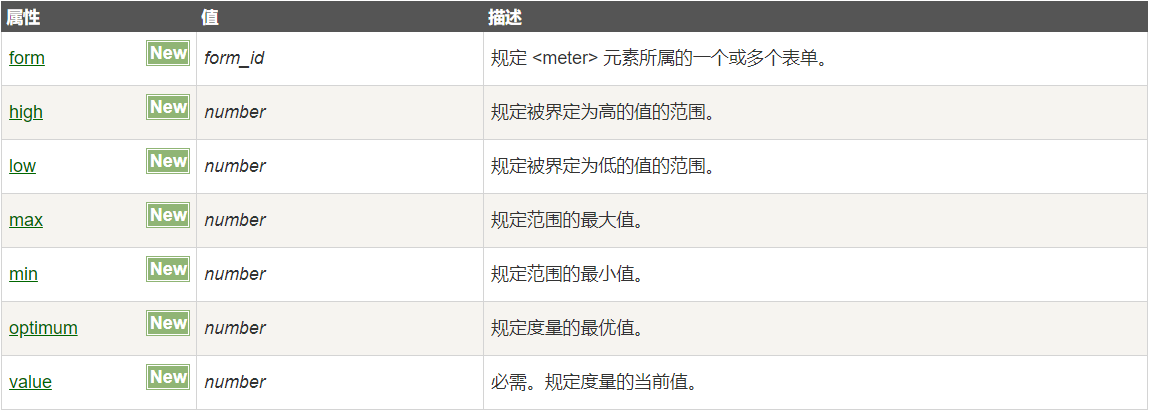 属性 值 描述
form New form_id 规定 <meter> 元素所属的一个或多个表单。
high New number 规定被界定为高的值的范围。
low New number 规定被界定为低的值的范围。
max New number 规定范围的最大值。
min New number 规定范围的最小值。
optimum New number 规定度量的最优值。
value New number 必需。规定度量的当前值。